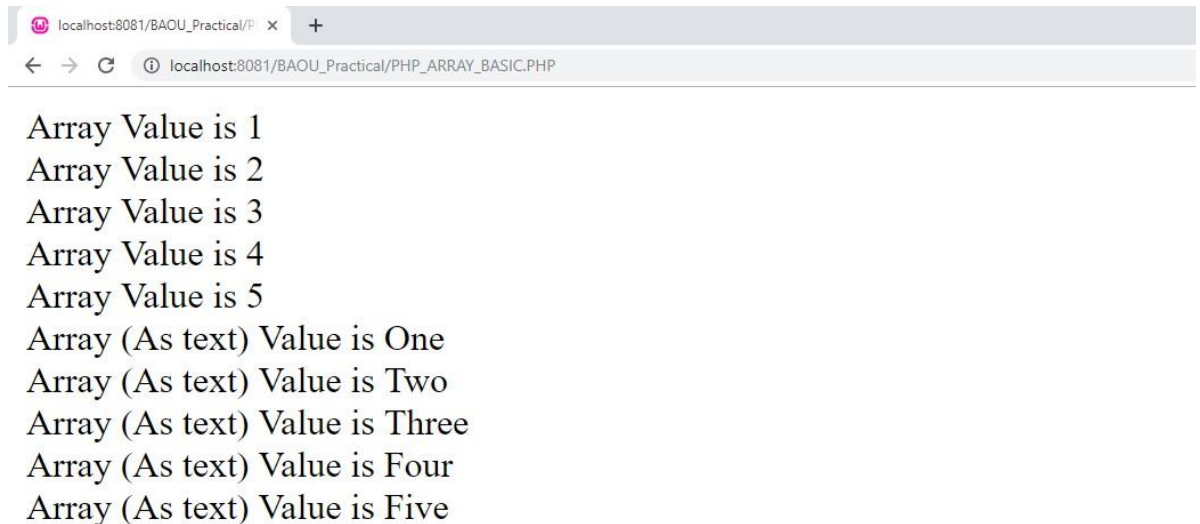 localhost:8081/BAOU_Practical/P
localhost:8081/BAOU_Practical/PHP_ARRAY_BASIC.PHP
Array Value is 1
Array Value is 2
Array Value is 3
Array Value is 4
Array Value is 5
Array (As text) Value is One
Array (As text) Value is Two
Array (As text) Value is Three
Array (As text) Value is Four
Array (As text) Value is Five